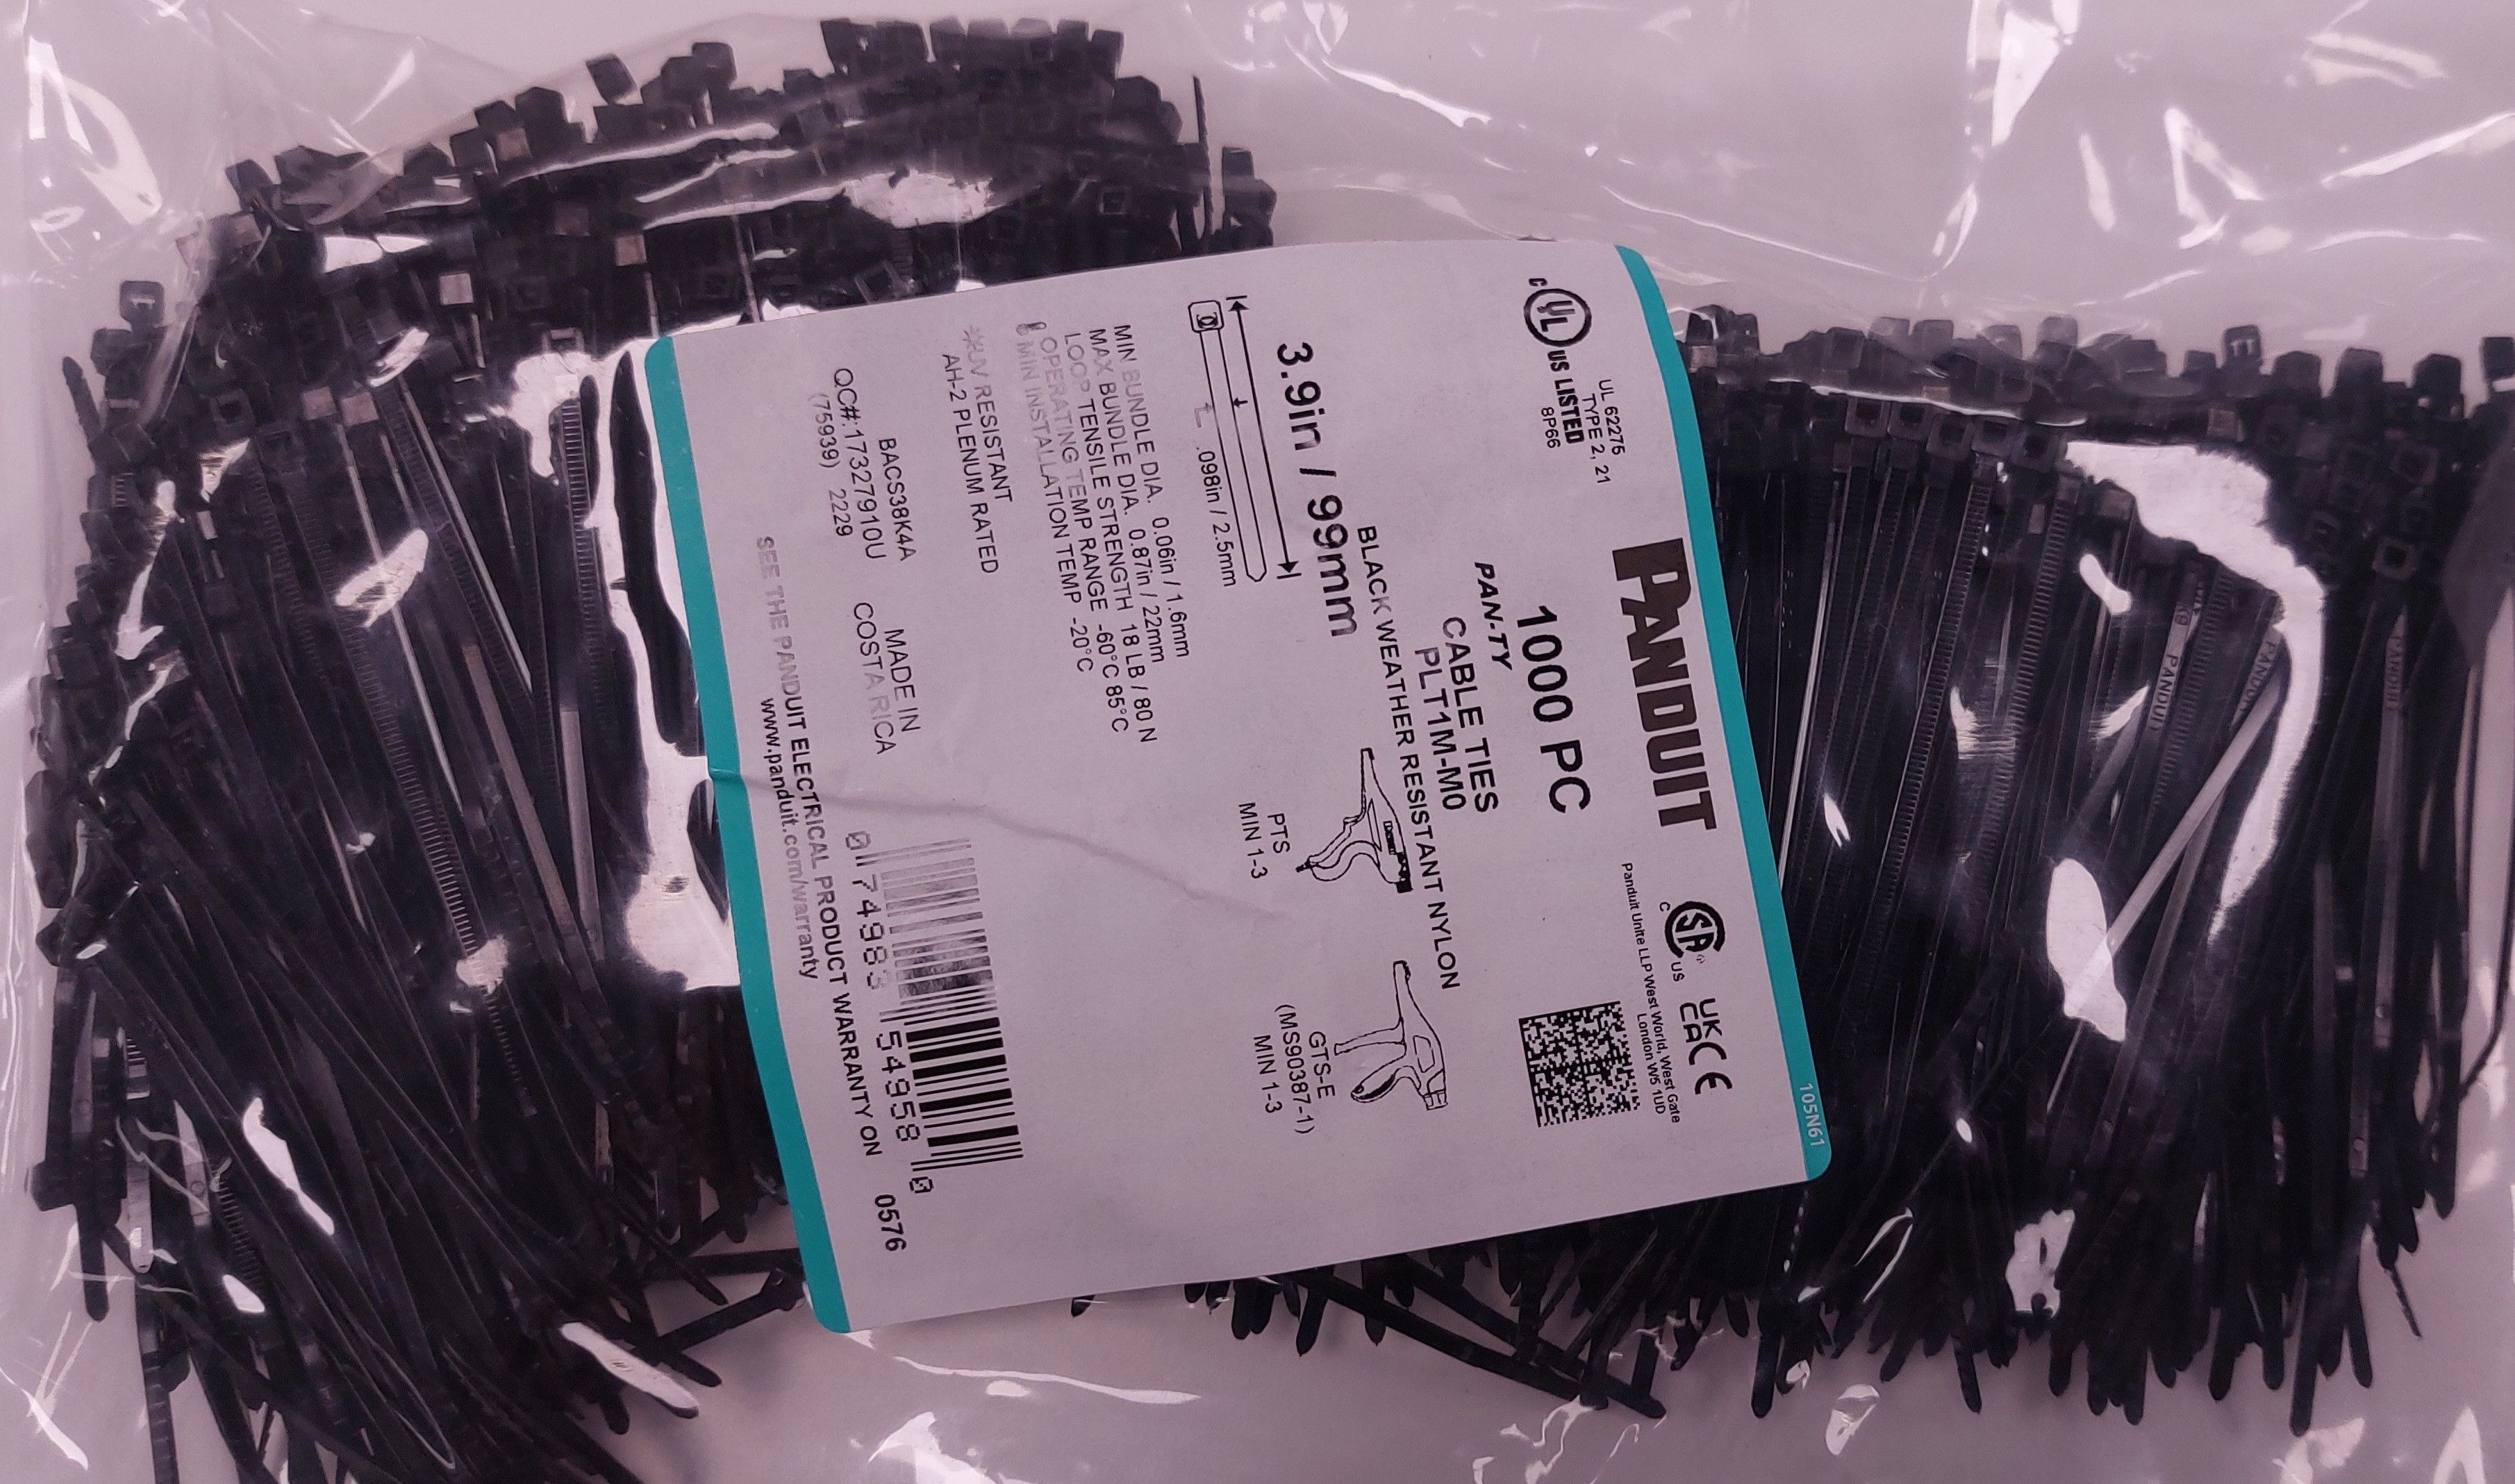 UL 62275
TYPE 2, 21
C UL US LISTED
8P66
PANDUIT
C SA US
UK CA CE
Panduit Unite LLP West World, West Gate
London W5 1UD
105N61
1000 PC
PAN-TY
CABLE TIES
PLT1M-M0
BLACK WEATHER RESISTANT NYLON
3.9in / 99mm
.098in / 2.5mm
PTS
MIN 1-3
GTS-E
(MS90387-1)
MIN 1-3
MIN BUNDLE DIA. 0.06in / 1.6mm
MAX BUNDLE DIA. 0.87in / 22mm
LOOP TENSILE STRENGTH 18 LB / 80 N
OPERATING TEMP RANGE -60°C 85°C
MIN INSTALLATION TEMP -20°C
UV RESISTANT
AH-2 PLENUM RATED
BACS38K4A
QC#:17327910U
(75939) 2229
MADE IN
COSTA RICA
0 74983 54958 0
SEE THE PANDUIT ELECTRICAL PRODUCT WARRANTY ON
www.panduit.com/warranty
0576
PANDUIT
PANDUIT
PANDUIT